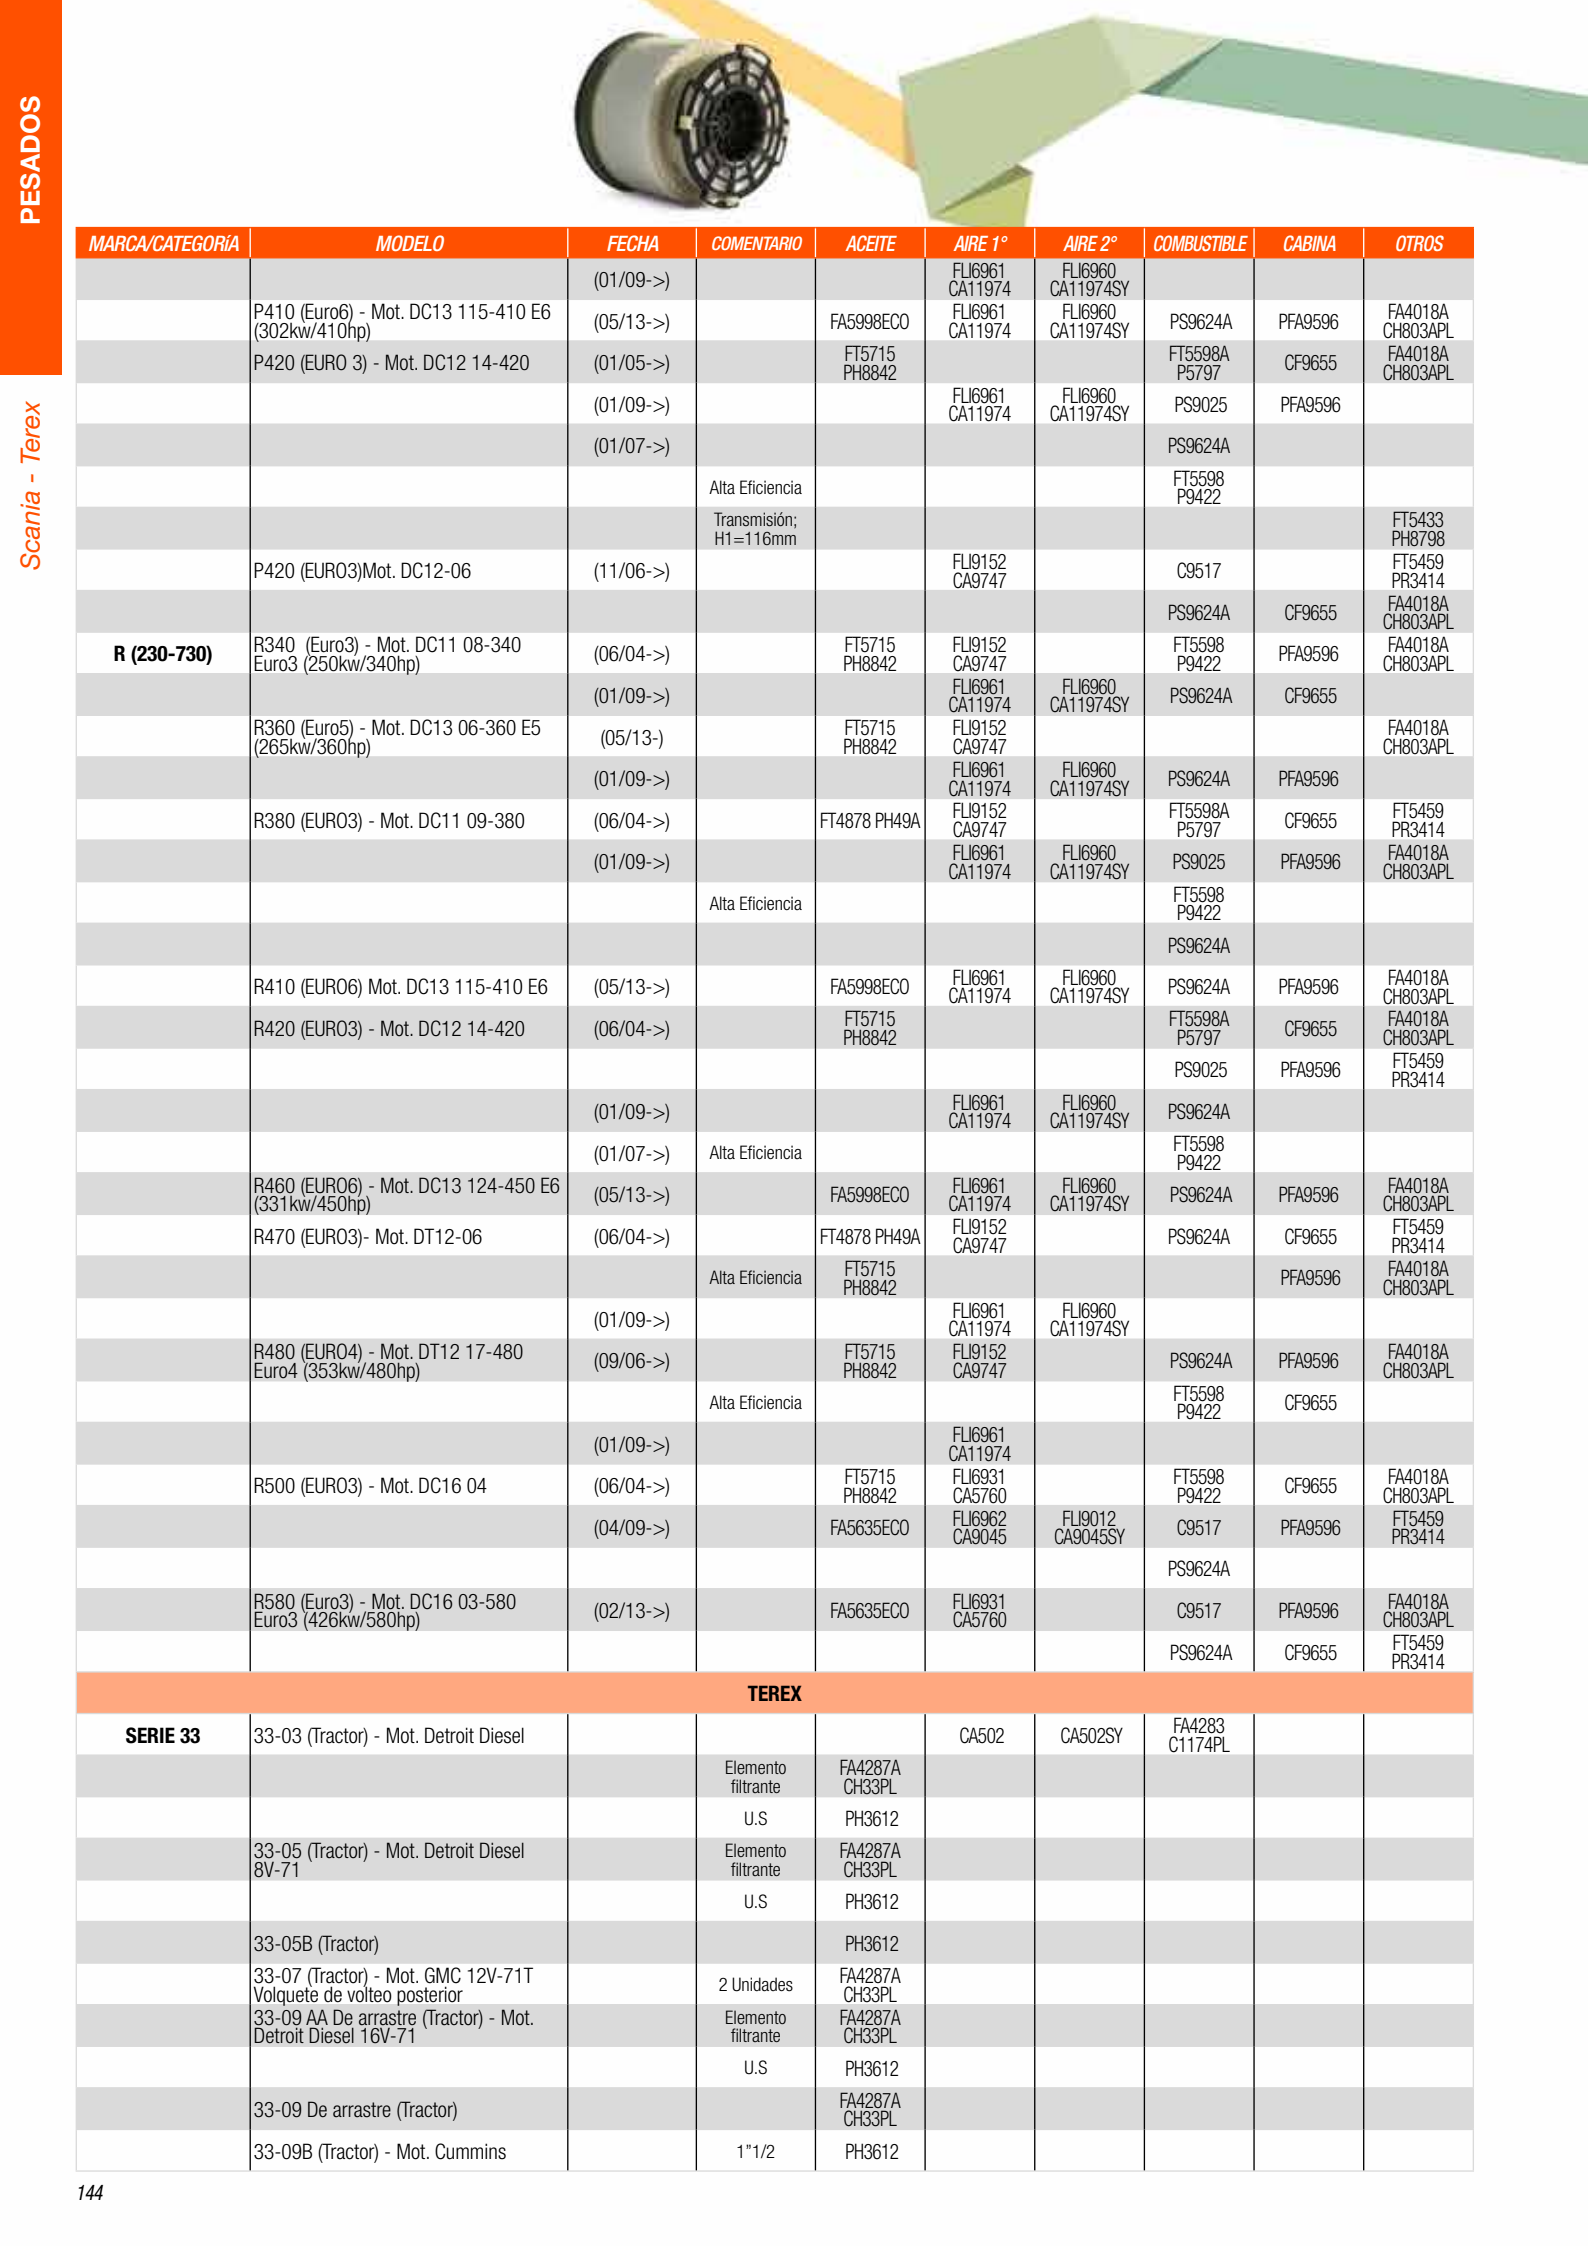 PESADOS
Scania - Terex
MARCA/CATEGORíA MODELO FECHA COMENTARIO ACEITE AIRE 1° AIRE 2° COMBUSTIBLE CABINA OTROS
(01/09->) FLI6961 CA11974 FLI6960 CA11974SY
P410 (Euro6) - Mot. DC13 115-410 E6 (302kw/410hp) (05/13->) FA5998ECO FLI6961 CA11974 FLI6960 CA11974SY PS9624A PFA9596 FA4018A CH803APL
P420 (EURO 3) - Mot. DC12 14-420 (01/05->) FT5715 PH8842 FT5598A P5797 CF9655 FA4018A CH803APL
(01/09->) FLI6961 CA11974 FLI6960 CA11974SY PS9025 PFA9596
(01/07->) PS9624A
Alta Eficiencia FT5598 P9422
Transmisión; H1=116mm FT5433 PH8798
P420 (EURO3)Mot. DC12-06 (11/06->) FLI9152 CA9747 C9517 FT5459 PR3414
PS9624A CF9655 FA4018A CH803APL
R (230-730) R340  (Euro3) - Mot. DC11 08-340 Euro3 (250kw/340hp) (06/04->) FT5715 PH8842 FLI9152 CA9747 FT5598 P9422 PFA9596 FA4018A CH803APL
(01/09->) FLI6961 CA11974 FLI6960 CA11974SY PS9624A CF9655
R360 (Euro5) - Mot. DC13 06-360 E5 (265kw/360hp) (05/13-) FT5715 PH8842 FLI9152 CA9747 FA4018A CH803APL
(01/09->) FLI6961 CA11974 FLI6960 CA11974SY PS9624A PFA9596
R380 (EURO3) - Mot. DC11 09-380 (06/04->) FT4878 PH49A FLI9152 CA9747 FT5598A P5797 CF9655 FT5459 PR3414
(01/09->) FLI6961 CA11974 FLI6960 CA11974SY PS9025 PFA9596 FA4018A CH803APL
Alta Eficiencia FT5598 P9422
PS9624A
R410 (EURO6) Mot. DC13 115-410 E6 (05/13->) FA5998ECO FLI6961 CA11974 FLI6960 CA11974SY PS9624A PFA9596 FA4018A CH803APL
R420 (EURO3) - Mot. DC12 14-420 (06/04->) FT5715 PH8842 FT5598A P5797 CF9655 FA4018A CH803APL
PS9025 PFA9596 FT5459 PR3414
(01/09->) FLI6961 CA11974 FLI6960 CA11974SY PS9624A
(01/07->) Alta Eficiencia FT5598 P9422
R460 (EURO6) - Mot. DC13 124-450 E6 (331kw/450hp) (05/13->) FA5998ECO FLI6961 CA11974 FLI6960 CA11974SY PS9624A PFA9596 FA4018A CH803APL
R470 (EURO3)- Mot. DT12-06 (06/04->) FT4878 PH49A FLI9152 CA9747 PS9624A CF9655 FT5459 PR3414
Alta Eficiencia FT5715 PH8842 PFA9596 FA4018A CH803APL
(01/09->) FLI6961 CA11974 FLI6960 CA11974SY
R480 (EURO4) - Mot. DT12 17-480 Euro4 (353kw/480hp) (09/06->) FT5715 PH8842 FLI9152 CA9747 PS9624A PFA9596 FA4018A CH803APL
Alta Eficiencia FT5598 P9422 CF9655
(01/09->) FLI6961 CA11974
R500 (EURO3) - Mot. DC16 04 (06/04->) FT5715 PH8842 FLI6931 CA5760 FT5598 P9422 CF9655 FA4018A CH803APL
(04/09->) FA5635ECO FLI6962 CA9045 FLI9012 CA9045SY C9517 PFA9596 FT5459 PR3414
PS9624A
R580 (Euro3) - Mot. DC16 03-580 Euro3 (426kw/580hp) (02/13->) FA5635ECO FLI6931 CA5760 C9517 PFA9596 FA4018A CH803APL
PS9624A CF9655 FT5459 PR3414
TEREX
SERIE 33 33-03 (Tractor) - Mot. Detroit Diesel CA502 CA502SY FA4283 C1174PL
Elemento filtrante FA4287A CH33PL
U.S PH3612
33-05 (Tractor) - Mot. Detroit Diesel 8V-71 Elemento filtrante FA4287A CH33PL
U.S PH3612
33-05B (Tractor) PH3612
33-07 (Tractor) - Mot. GMC 12V-71T Volquete de volteo posterior 2 Unidades FA4287A CH33PL
33-09 AA De arrastre (Tractor) - Mot. Detroit Diesel 16V-71 Elemento filtrante FA4287A CH33PL
U.S PH3612
33-09 De arrastre (Tractor) FA4287A CH33PL
33-09B (Tractor) - Mot. Cummins 1”1/2 PH3612
144